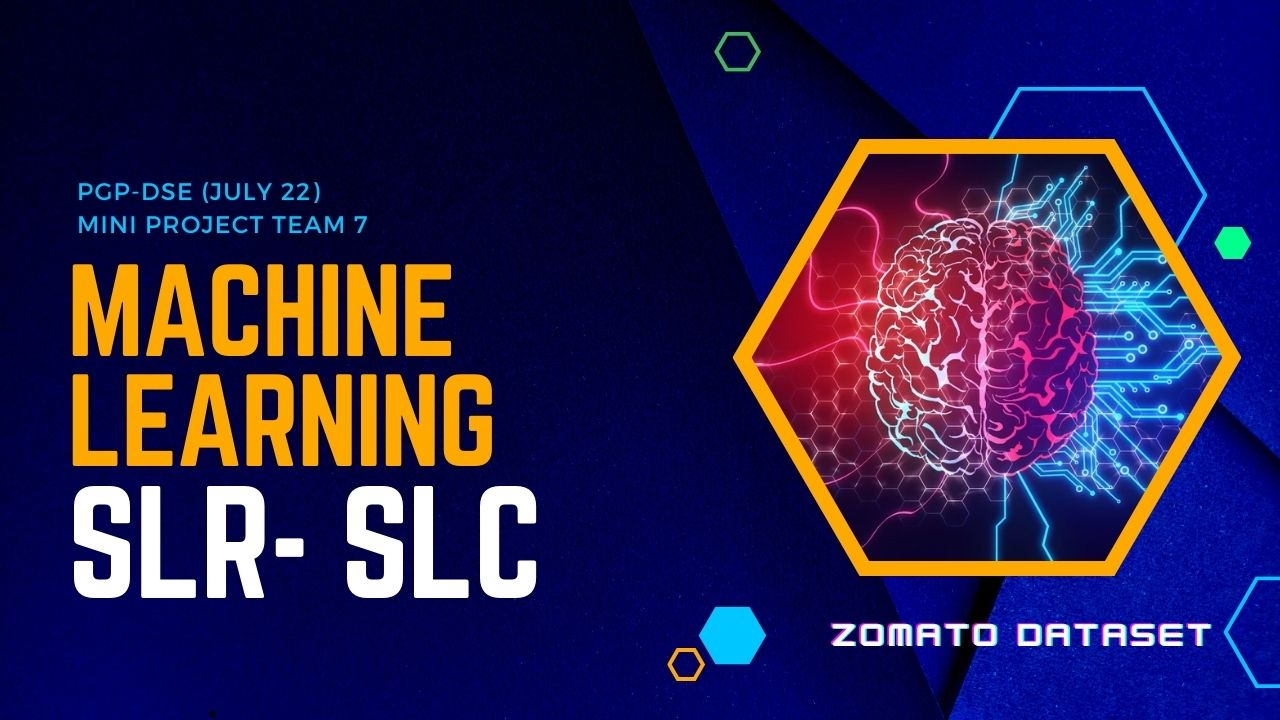 PGP-DSE (JULY 22)
MINI PROJECT TEAM 7
MACHINE
LEARNING
SLR- SLC
ZOMATO DATASET